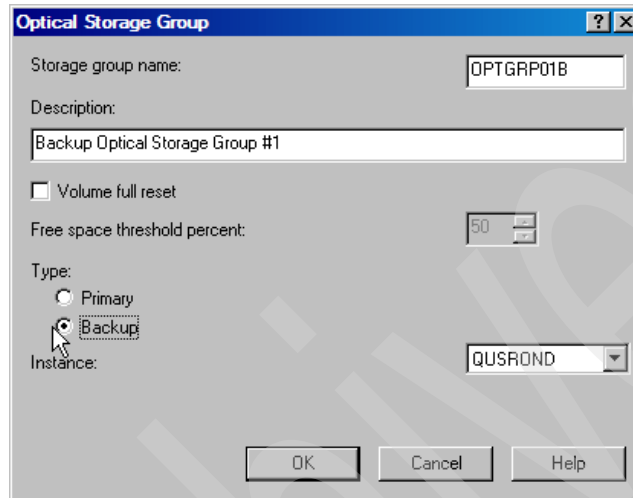 Optical Storage Group
Storage group name: OPTGRP01B
Description:
Backup Optical Storage Group #1
Volume full reset
Free space threshold percent: 50
Type:
Primary
Backup
Instance: QUSROND
OK Cancel Help